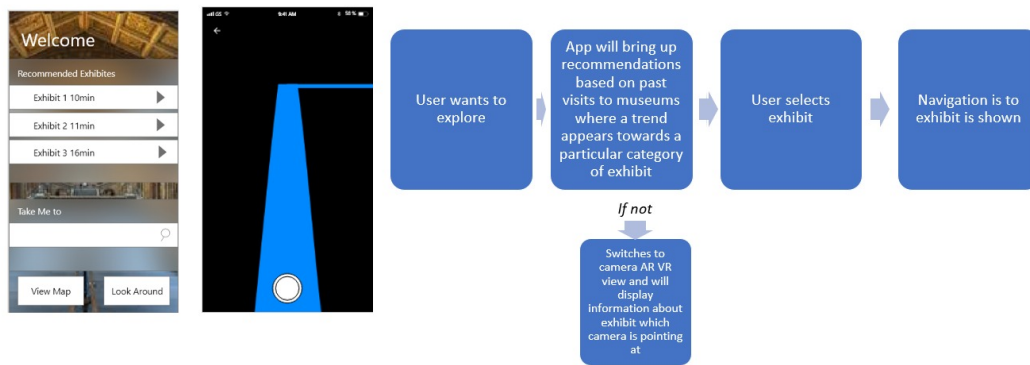 Welcome
Recommended Exhibites
Exhibit 1 10min
Exhibit 2 11min
Exhibit 3 16min
Take Me to
View Map
Look Around
9:41 AM
58 %
User wants to
explore
App will bring up
recommendations
based on past
visits to museums
where a trend
appears towards a
particular category
of exhibit
User selects
exhibit
Navigation is to
exhibit is shown
If not
Switches to
camera AR VR
view and will
display
information about
exhibit which
camera is pointing
at